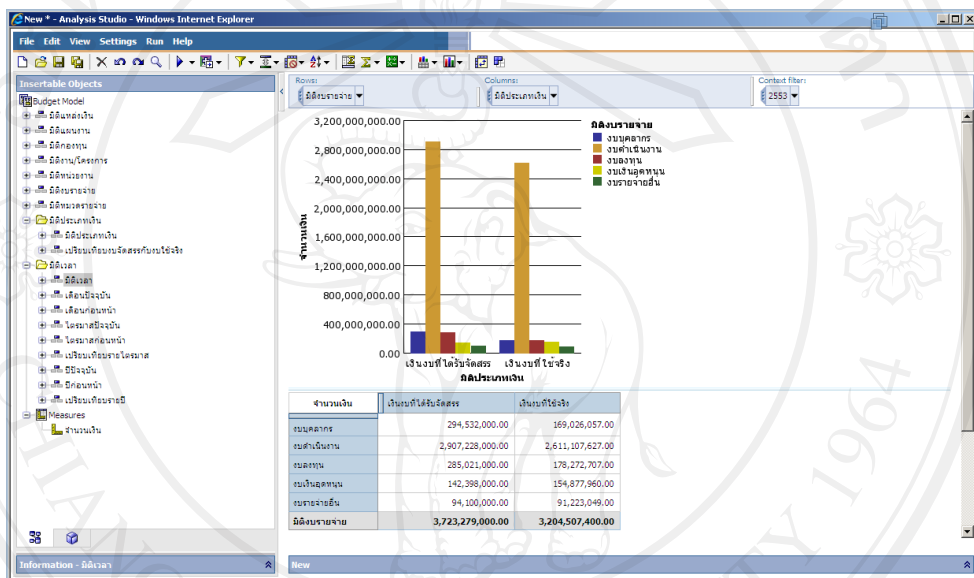 New * - Analysis Studio - Windows Internet Explorer
File Edit View Settings Run Help
Insertable Objects
Budget Model
มิติแหล่งเงิน
มิติแผนงาน
มิติกองทุน
มิติงาน/โครงการ
มิติหน่วยงาน
มิติงบรายจ่าย
มิติหมวดรายจ่าย
มิติประเภทเงิน
มิติประเภทเงิน
เปรียบเทียบงบจัดสรรกับงบใช้จริง
มิติเวลา
มิติเวลา
เดือนปัจจุบัน
เดือนก่อนหน้า
ไตรมาสปัจจุบัน
ไตรมาสก่อนหน้า
เปรียบเทียบรายไตรมาส
ปีปัจจุบัน
ปีก่อนหน้า
เปรียบเทียบรายปี
Measures
จำนวนเงิน
Information - มิติเวลา
Rows: Columns: Context filter:
มิติงบรายจ่าย มิติประเภทเงิน 2553
3,200,000,000.00
2,800,000,000.00
2,400,000,000.00
2,000,000,000.00
1,600,000,000.00
1,200,000,000.00
800,000,000.00
400,000,000.00
0.00
จำนวนเงิน
เงินงบที่ได้รับจัดสรร เงินงบที่ใช้จริง
มิติประเภทเงิน
มิติงบรายจ่าย
งบบุคลากร
งบดำเนินงาน
งบลงทุน
งบเงินอุดหนุน
งบรายจ่ายอื่น
จำนวนเงิน เงินงบที่ได้รับจัดสรร เงินงบที่ใช้จริง
งบบุคลากร 294,532,000.00 169,026,057.00
งบดำเนินงาน 2,907,228,000.00 2,611,107,627.00
งบลงทุน 285,021,000.00 178,272,707.00
งบเงินอุดหนุน 142,398,000.00 154,877,960.00
งบรายจ่ายอื่น 94,100,000.00 91,223,049.00
มิติงบรายจ่าย 3,723,279,000.00 3,204,507,400.00
New
1964